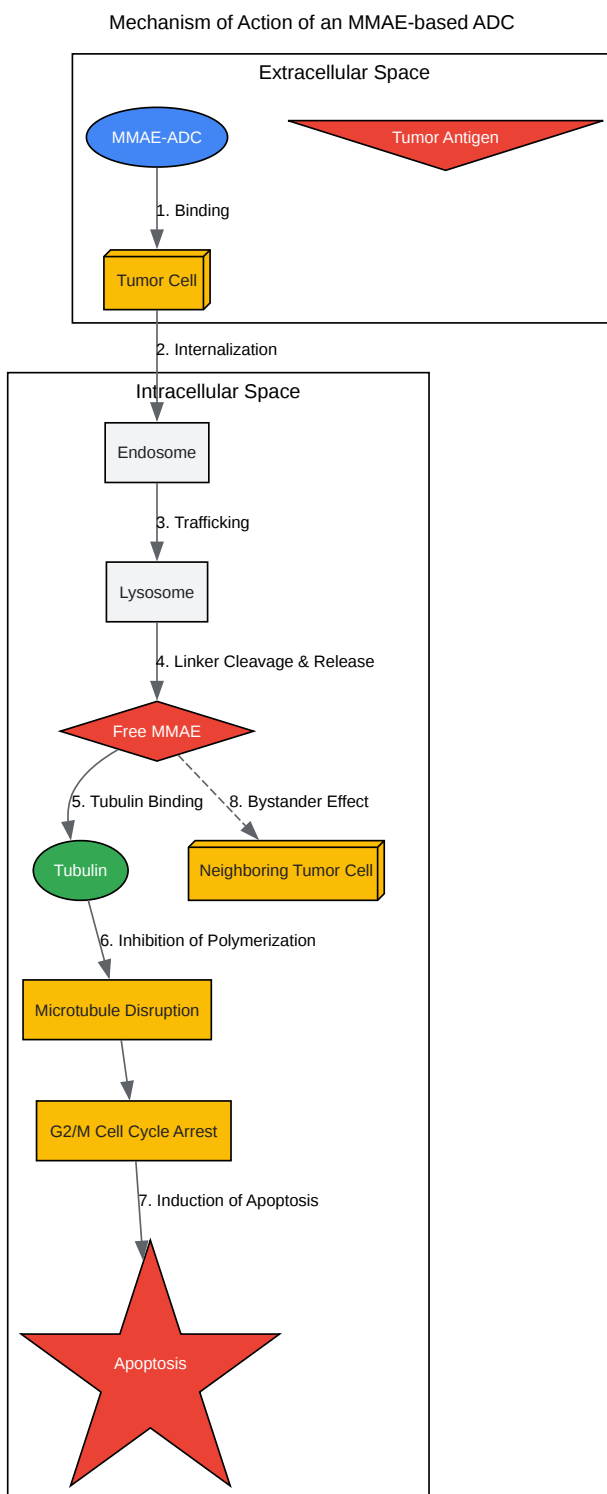 Mechanism of Action of an MMAE-based ADC
Extracellular Space
MMAE-ADC
Tumor Antigen
1. Binding
Tumor Cell
2. Internalization
Intracellular Space
Endosome
3. Trafficking
Lysosome
4. Linker Cleavage & Release
Free MMAE
5. Tubulin Binding
8. Bystander Effect
Tubulin
Neighboring Tumor Cell
6. Inhibition of Polymerization
Microtubule Disruption
G2/M Cell Cycle Arrest
7. Induction of Apoptosis
Apoptosis